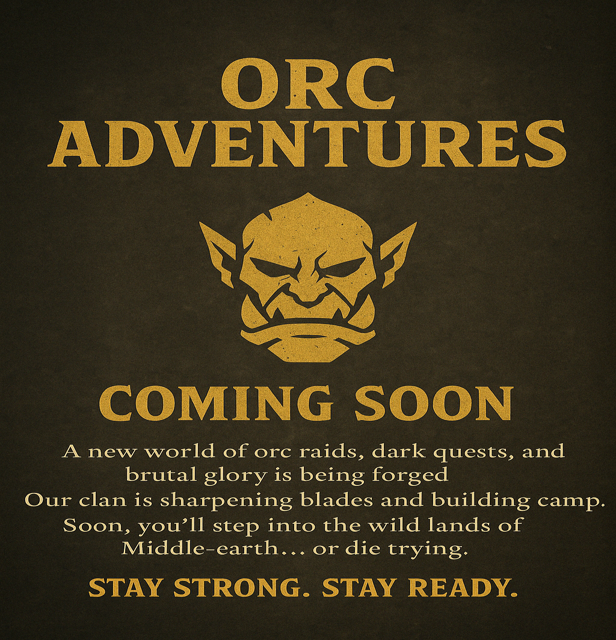 ORC
ADVENTURES
COMING SOON
A new world of orc raids, dark quests, and
brutal glory is being forged
Our clan is sharpening blades and building camp.
Soon, you’ll step into the wild lands of
Middle-earth... or die trying.
STAY STRONG. STAY READY.